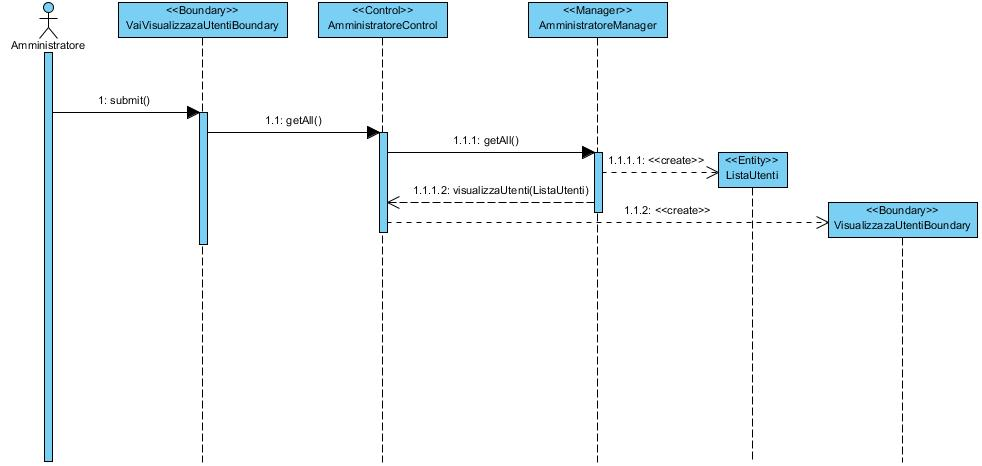 <<Boundary>>
VaiVisualizzazaUtentiBoundary
<<Control>>
AmministratoreControl
<<Manager>>
AmministratoreManager
Amministratore
1: submit()
1.1: getAll()
1.1.1: getAll()
1.1.1.1: <<create>>
<<Entity>>
ListaUtenti
1.1.1.2: visualizzaUtenti(ListaUtenti)
1.1.2: <<create>>
<<Boundary>>
VisualizzazaUtentiBoundary